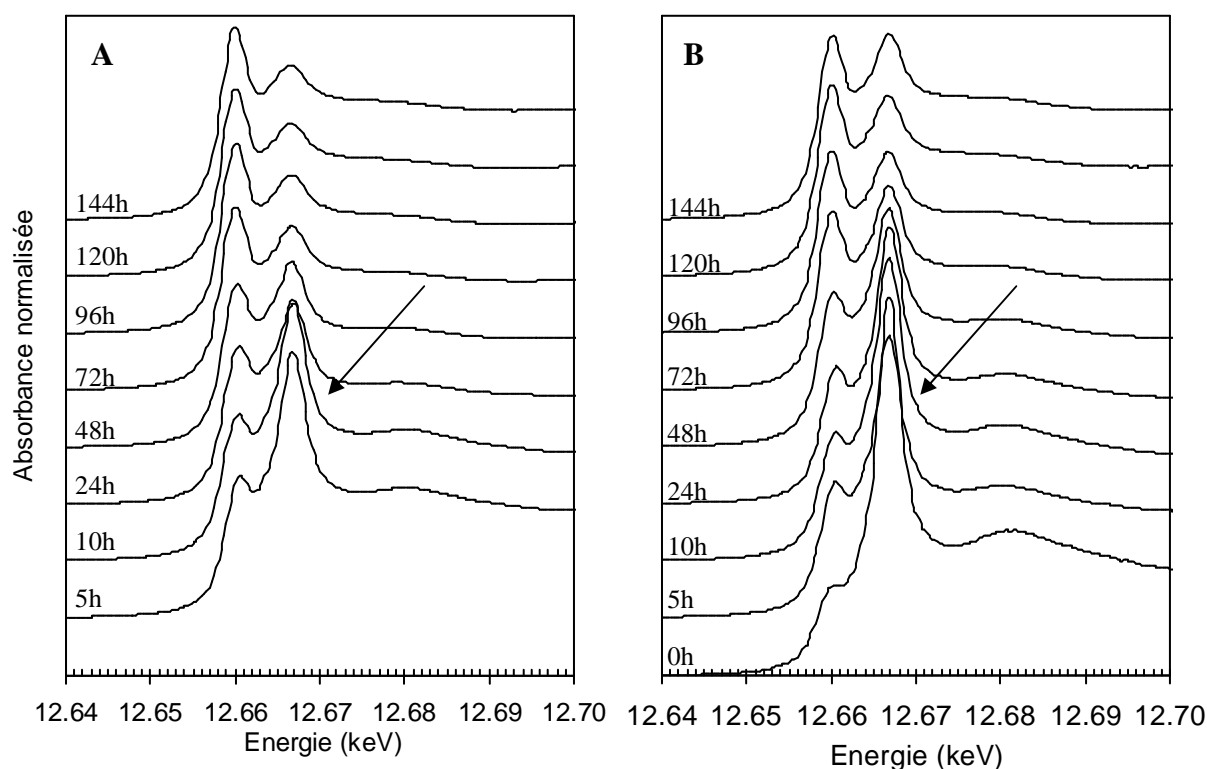 Absorbance normalisée
A
144h
120h
96h
72h
48h
24h
10h
5h
12.64 12.65 12.66 12.67 12.68 12.69 12.70
Energie (keV)
B
144h
120h
96h
72h
48h
24h
10h
5h
0h
12.64 12.65 12.66 12.67 12.68 12.69 12.70
Energie (keV)